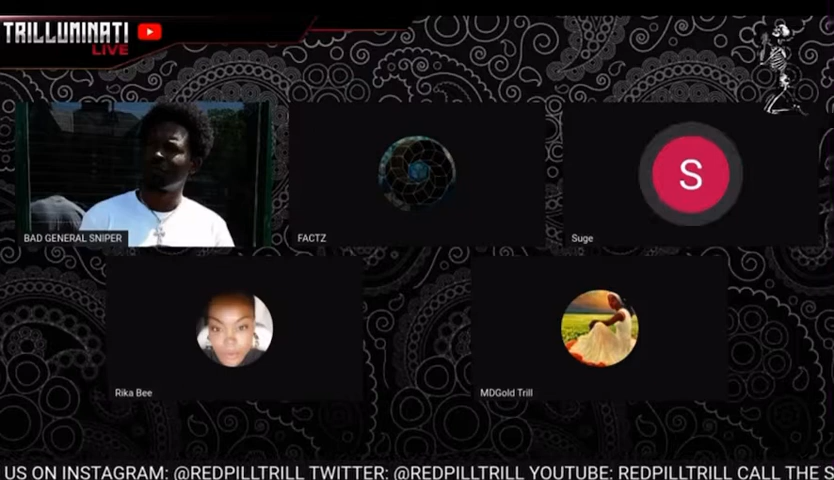 TRILLUMINATI
LIVE
BAD GENERAL SNIPER
FACTZ
S
Suge
Rika Bee
MDGold Trill
US ON INSTAGRAM: @REDPILLTRILL TWITTER: @REDPILLTRILL YOUTUBE: REDPILLTRILL CALL THE S